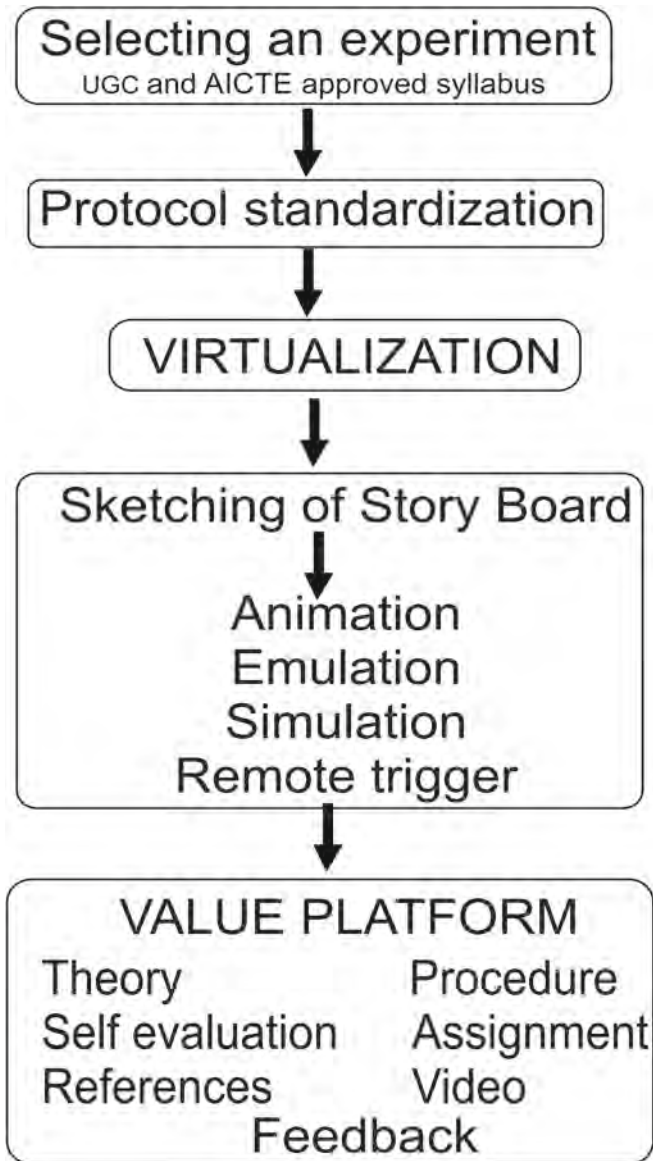 Selecting an experiment
UGC and AICTE approved syllabus
Protocol standardization
VIRTUALIZATION
Sketching of Story Board
Animation
Emulation
Simulation
Remote trigger
VALUE PLATFORM
Theory Procedure
Self evaluation Assignment
References Video
Feedback